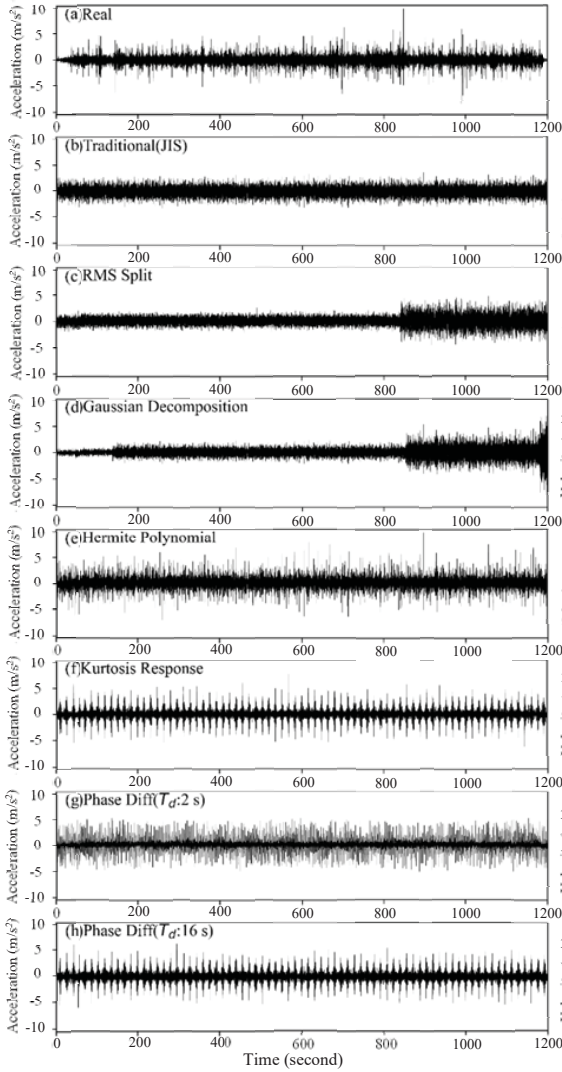 (a)Real
Acceleration (m/s²)
10
5
0
-5
-10
0 200 400 600 800 1000 1200
(b)Traditional(JIS)
Acceleration (m/s²)
10
5
0
-5
-10
0 200 400 600 800 1000 1200
(c)RMS Split
Acceleration (m/s²)
10
5
0
-5
-10
0 200 400 600 800 1000 1200
(d)Gaussian Decomposition
Acceleration (m/s²)
10
5
0
-5
-10
0 200 400 600 800 1000 1200
(e)Hermite Polynomial
Acceleration (m/s²)
10
5
0
-5
-10
0 200 400 600 800 1000 1200
(f)Kurtosis Response
Acceleration (m/s²)
10
5
0
-5
-10
0 200 400 600 800 1000 1200
(g)Phase Diff(T_d:2 s)
Acceleration (m/s²)
10
5
0
-5
-10
0 200 400 600 800 1000 1200
(h)Phase Diff(T_d:16 s)
Acceleration (m/s²)
10
5
0
-5
-10
0 200 400 600 800 1000 1200
Time (second)